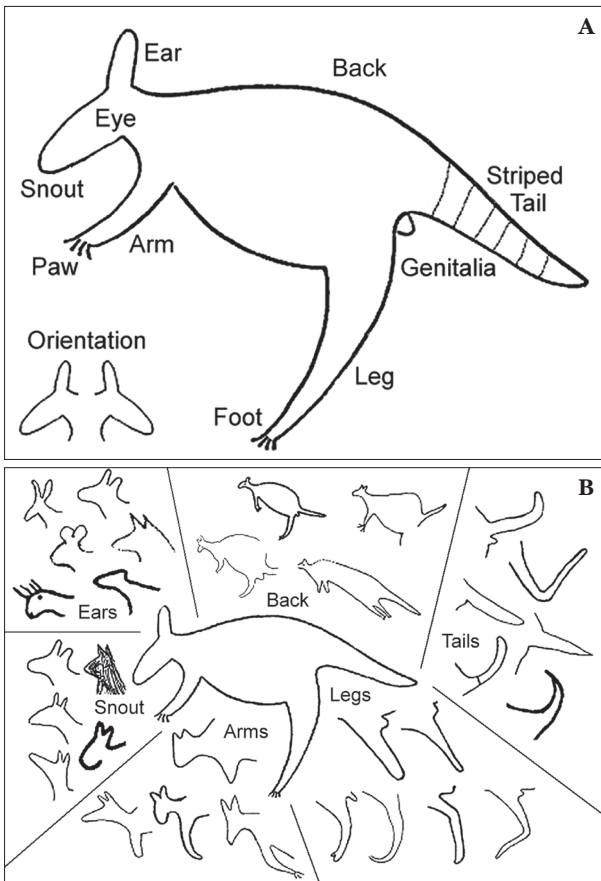 A
Ear
Back
Eye
Striped
Tail
Snout
Arm
Paw
Genitalia
Orientation
Leg
Foot
B
Ears
Back
Tails
Snout
Arms
Legs